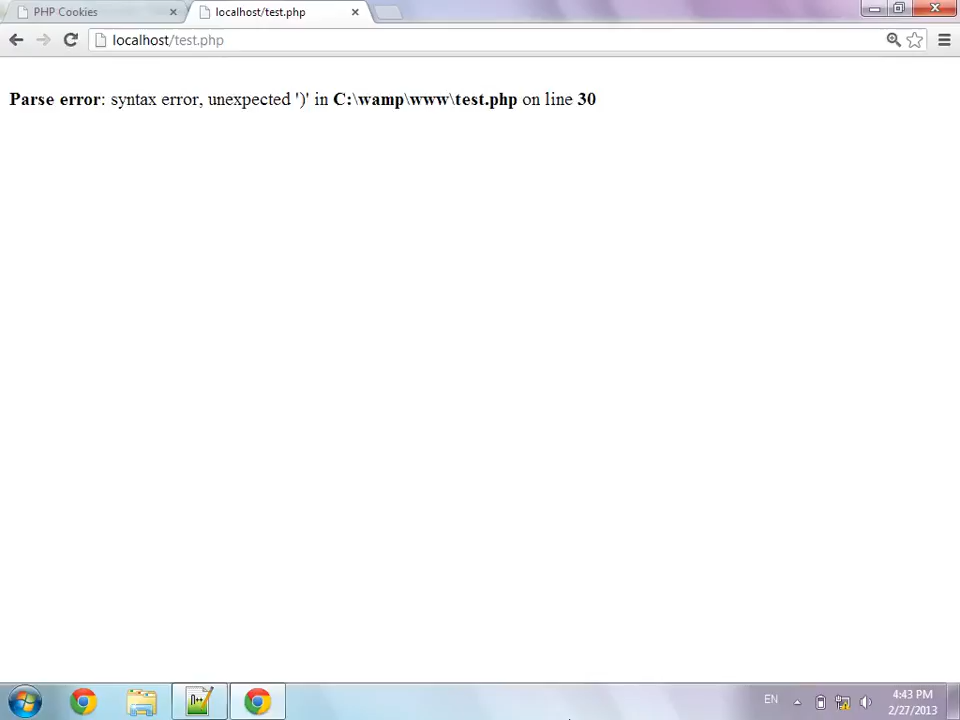 PHP Cookies
localhost/test.php
localhost/test.php
Parse error: syntax error, unexpected ')' in C:\wamp\www\test.php on line 30
EN
4:43 PM
2/27/2013